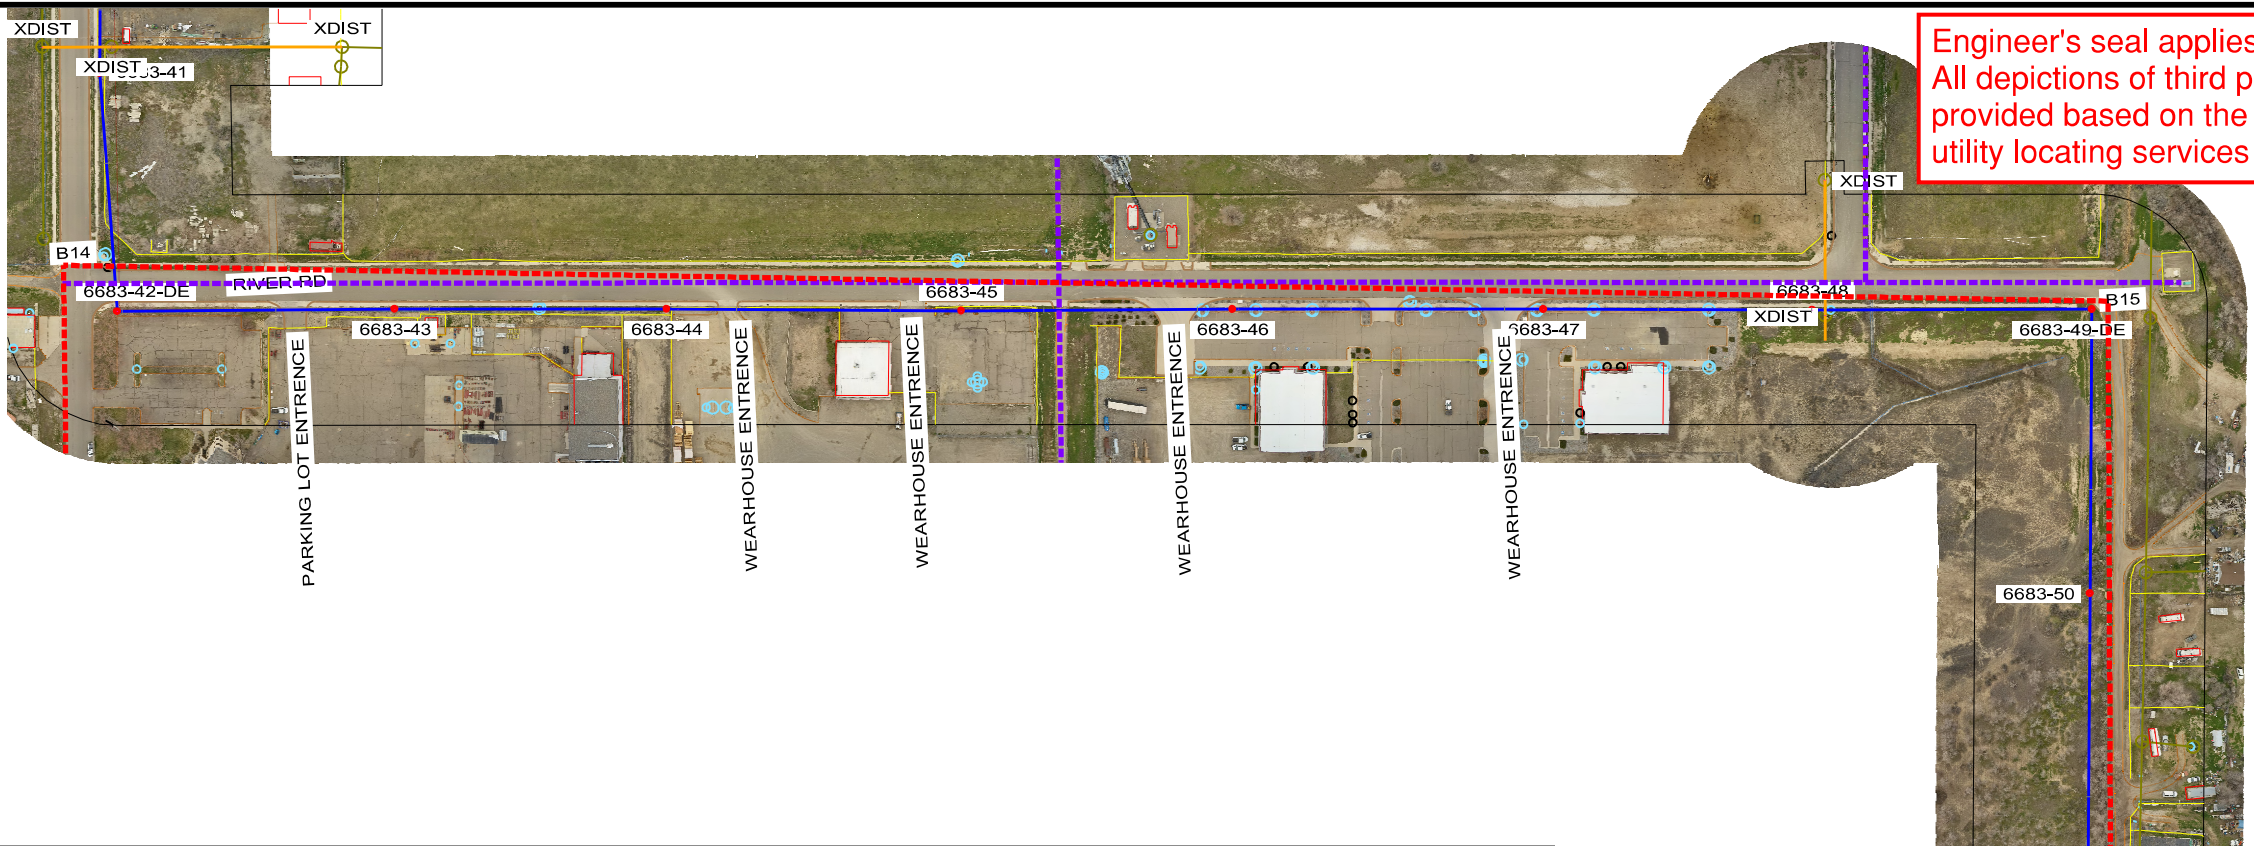 XDIST
XDIST
XDIST
Engineer's seal applies
All depictions of third p
provided based on the
utility locating services
XDIST
B14
RIVER RD
6683-42-DE
6683-45
6683-48
B15
6683-43
6683-44
6683-46
6683-47
XDIST
6683-49-DE
PARKING LOT ENTRENCE
WEARHOUSE ENTRENCE
WEARHOUSE ENTRENCE
WEARHOUSE ENTRENCE
WEARHOUSE ENTRENCE
6683-50